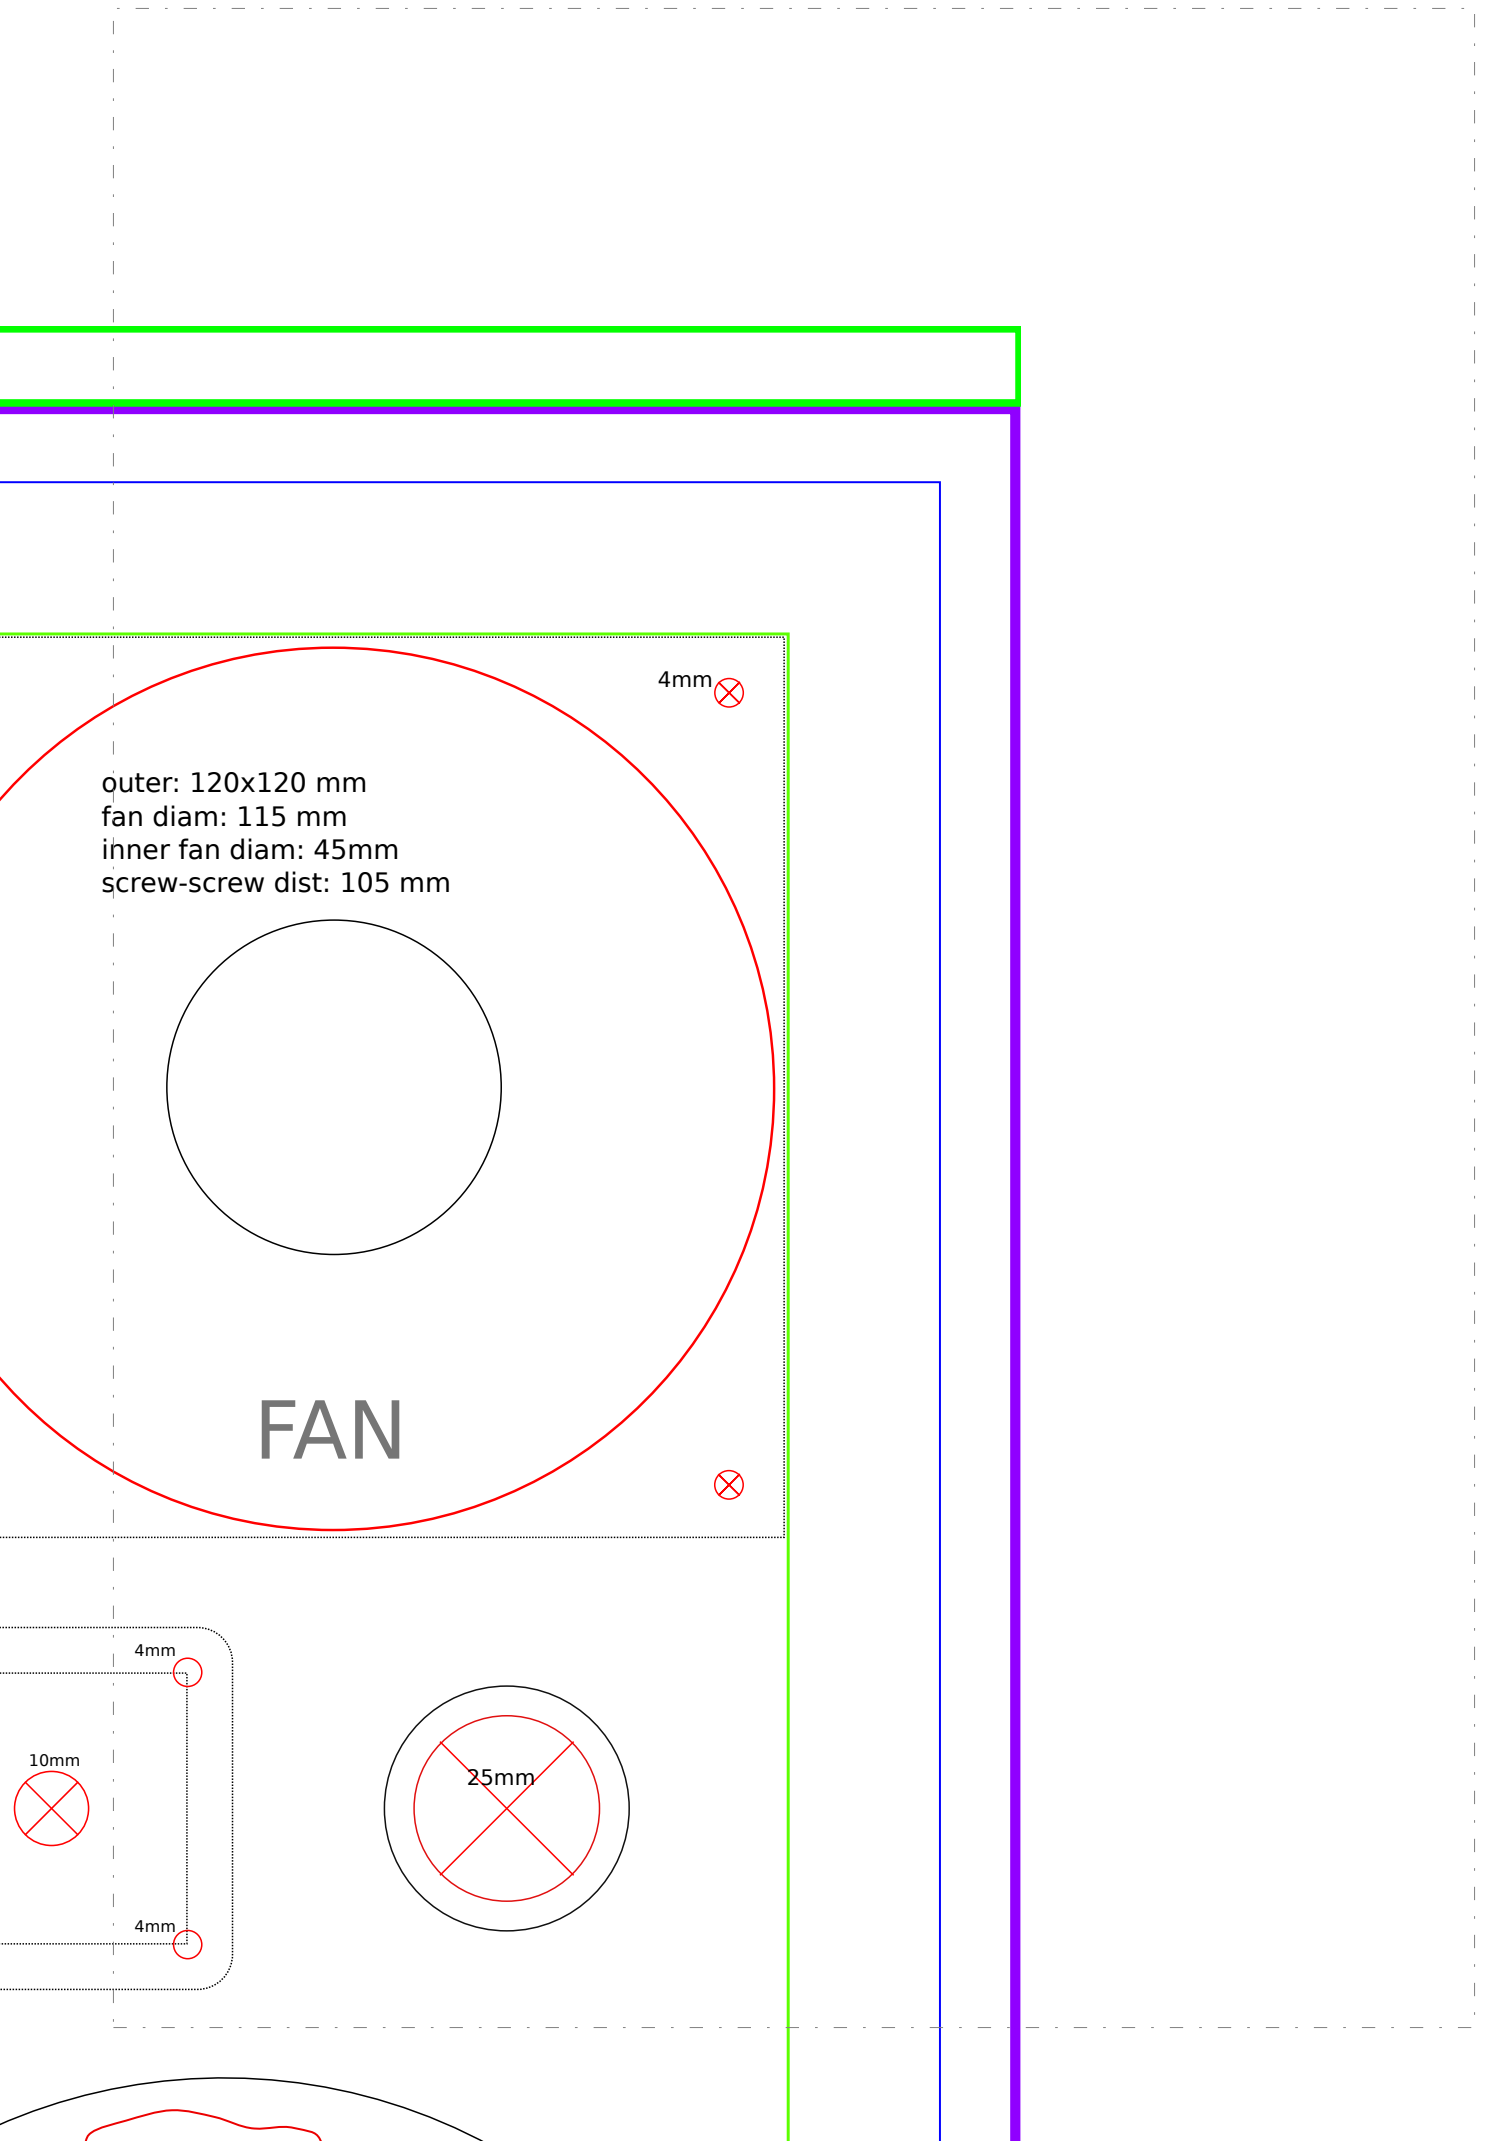 4mm
outer: 120x120 mm
fan diam: 115 mm
inner fan diam: 45mm
screw-screw dist: 105 mm
FAN
4mm
10mm
25mm
4mm